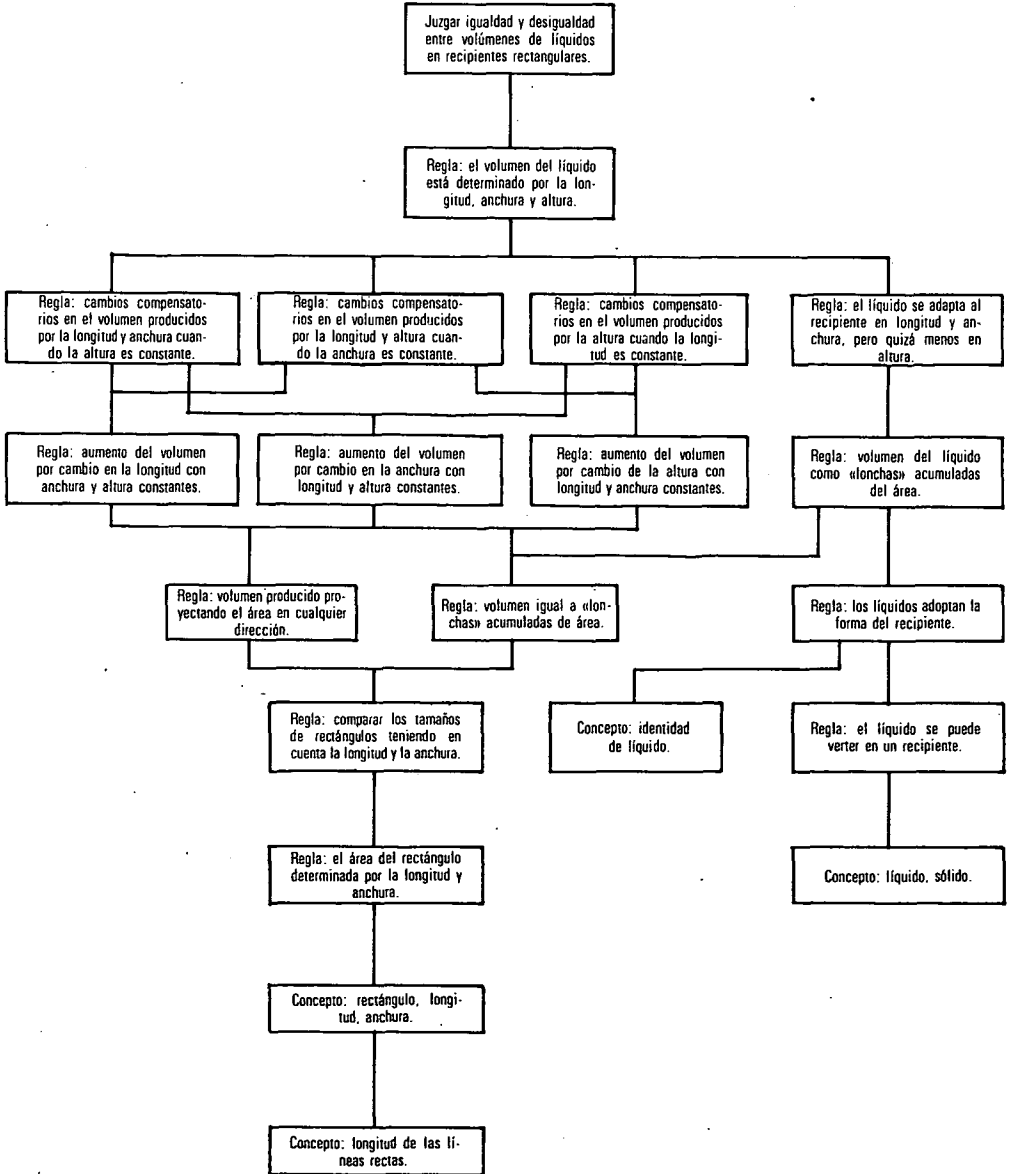 Juzgar igualdad y desigualdad
entre volúmenes de líquidos
en recipientes rectangulares.
Regla: el volumen del líquido
está determinado por la lon-
gitud, anchura y altura.
Regla: cambios compensato-
rios en el volumen producidos
por la longitud y anchura cuan-
do la altura es constante.
Regla: cambios compensato-
rios en el volumen producidos
por la longitud y altura cuan-
do la anchura es constante.
Regla: cambios compensato-
rios en el volumen producidos
por la altura cuando la longi-
tud es constante.
Regla: el líquido se adapta al
recipiente en longitud y an-
chura, pero quizá menos en
altura.
Regla: aumento del volumen
por cambio en la longitud con
anchura y altura constantes.
Regla: aumento del volumen
por cambio en la anchura con
longitud y altura constantes.
Regla: aumento del volumen
por cambio de la altura con
longitud y anchura constantes.
Regla: volumen del líquido
como «lonchas» acumuladas
del área.
Regla: volumen producido pro-
yectando el área en cualquier
dirección.
Regla: volumen igual a «lon-
chas» acumuladas de área.
Regla: los líquidos adoptan la
forma del recipiente.
Regla: comparar los tamaños
de rectángulos teniendo en
cuenta la longitud y la anchura.
Concepto: identidad
de líquido.
Regla: el líquido se puede
verter en un recipiente.
Regla: el área del rectángulo
determinada por la longitud y
anchura.
Concepto: líquido, sólido.
Concepto: rectángulo, longi-
tud, anchura.
Concepto: longitud de las lí-
neas rectas.